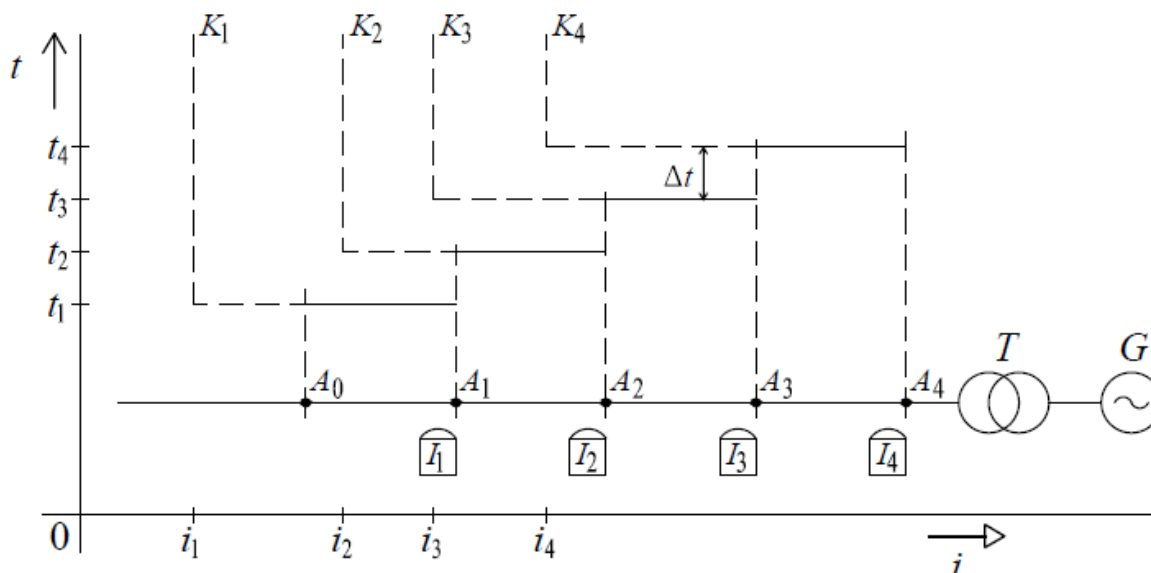 K₁ K₂ K₃ K₄
t
t₄
Δt
t₃
t₂
t₁
T G
A₀ A₁ A₂ A₃ A₄
I₁ I₂ I₃ I₄
0 i₁ i₂ i₃ i₄
i